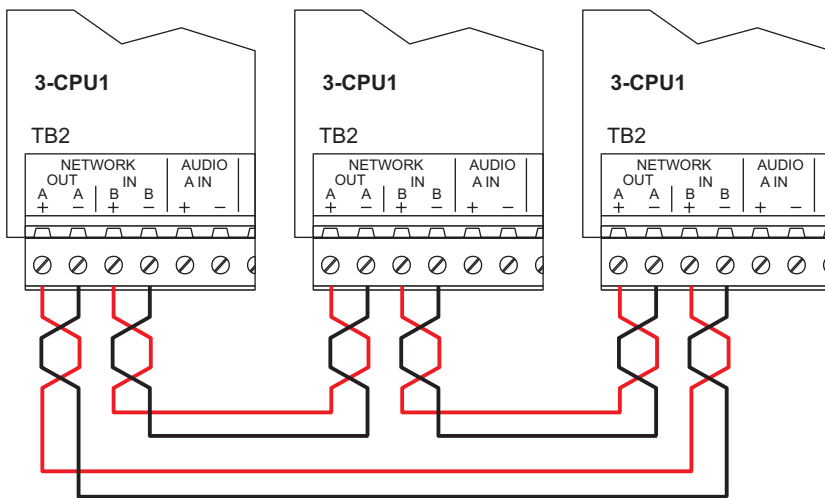 3-CPU1 3-CPU1 3-CPU1
TB2 TB2 TB2
NETWORK AUDIO NETWORK AUDIO NETWORK AUDIO
OUT IN A IN OUT IN A IN OUT IN A IN
A A B B A A B B A A B B
+ − + − + − + − + − + − + − + − + −